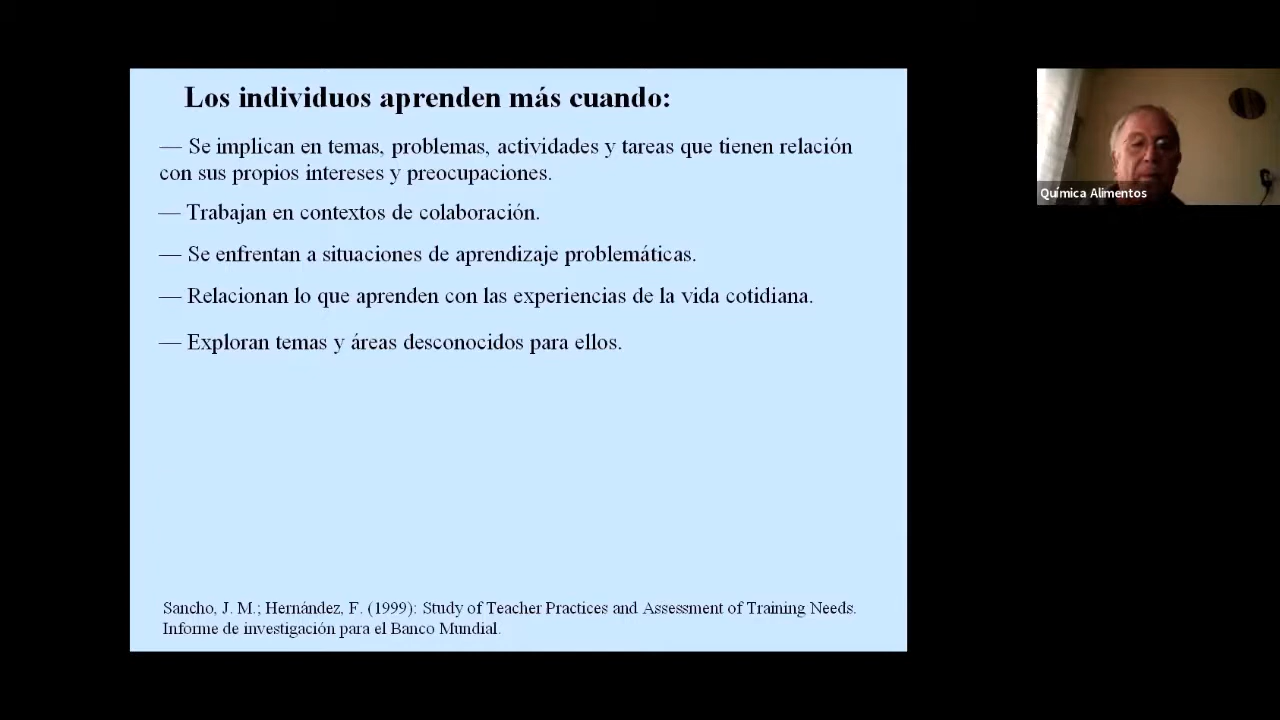 Los individuos aprenden más cuando:
— Se implican en temas, problemas, actividades y tareas que tienen relación
con sus propios intereses y preocupaciones.
— Trabajan en contextos de colaboración.
— Se enfrentan a situaciones de aprendizaje problemáticas.
— Relacionan lo que aprenden con las experiencias de la vida cotidiana.
— Exploran temas y áreas desconocidos para ellos.
Sancho, J. M.; Hernández, F. (1999): Study of Teacher Practices and Assessment of Training Needs.
Informe de investigación para el Banco Mundial.
Química Alimentos